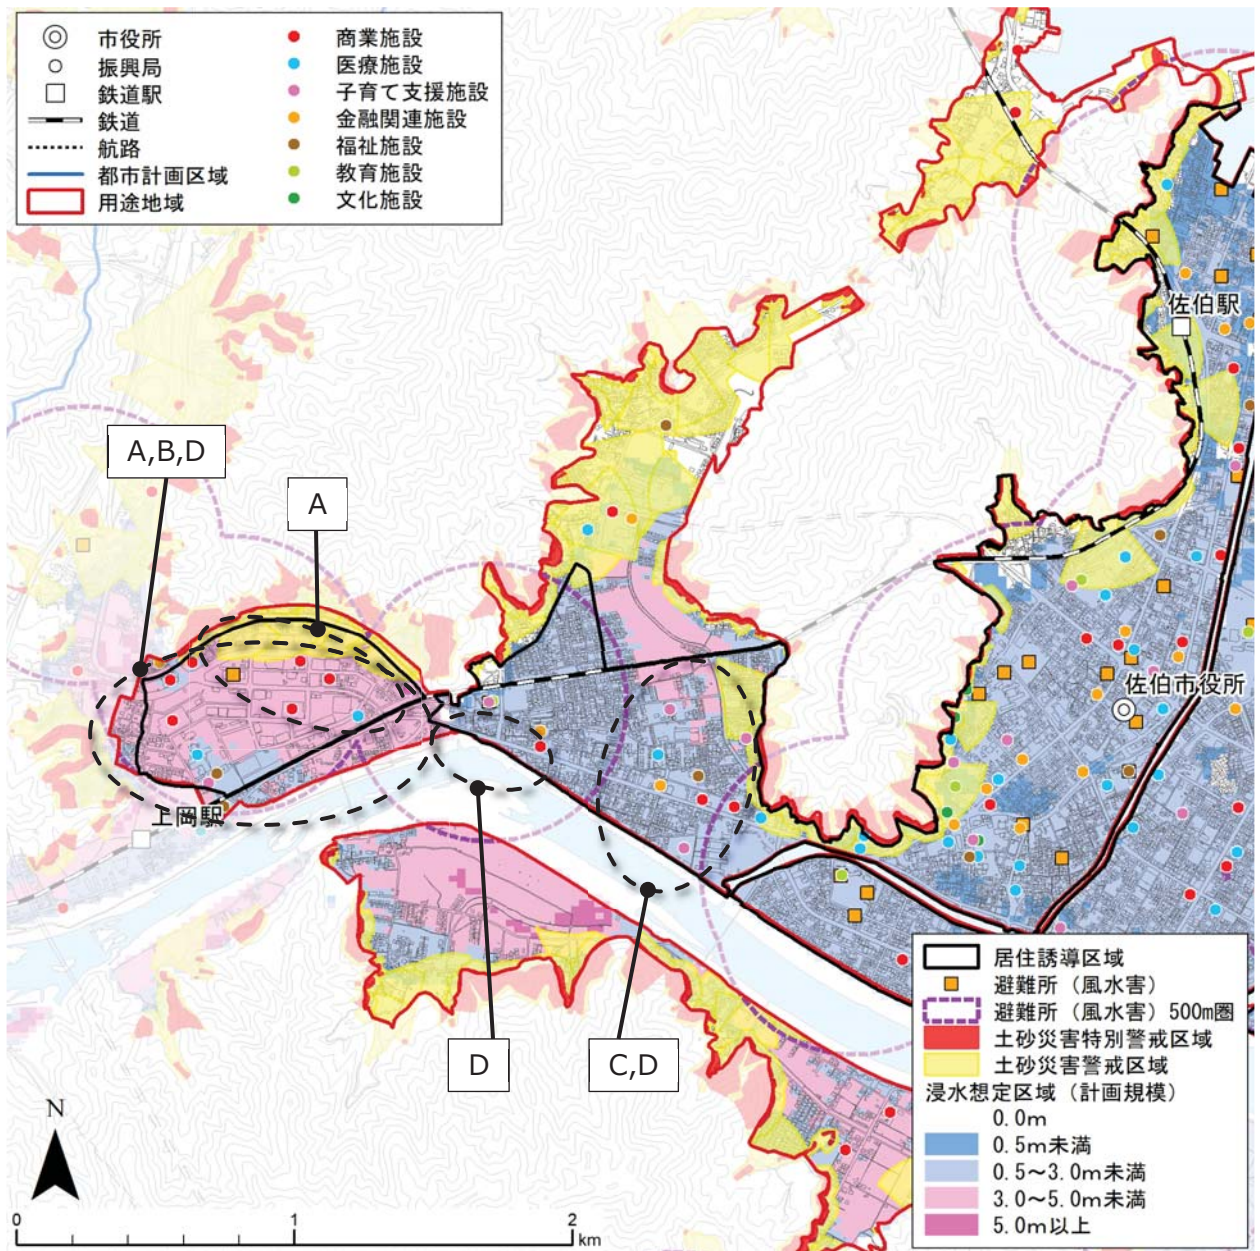 市役所
振興局
鉄道駅
鉄道
航路
都市計画区域
用途地域
商業施設
医療施設
子育て支援施設
金融関連施設
福祉施設
教育施設
文化施設
佐伯駅
A,B,D
A
佐伯市役所
上岡駅
D
C,D
居住誘導区域
避難所（風水害）
避難所（風水害）500m圏
土砂災害特別警戒区域
土砂災害警戒区域
浸水想定区域（計画規模）
0.0m
0.5m未満
0.5～3.0m未満
3.0～5.0m未満
5.0m以上
N
0
1
2
km